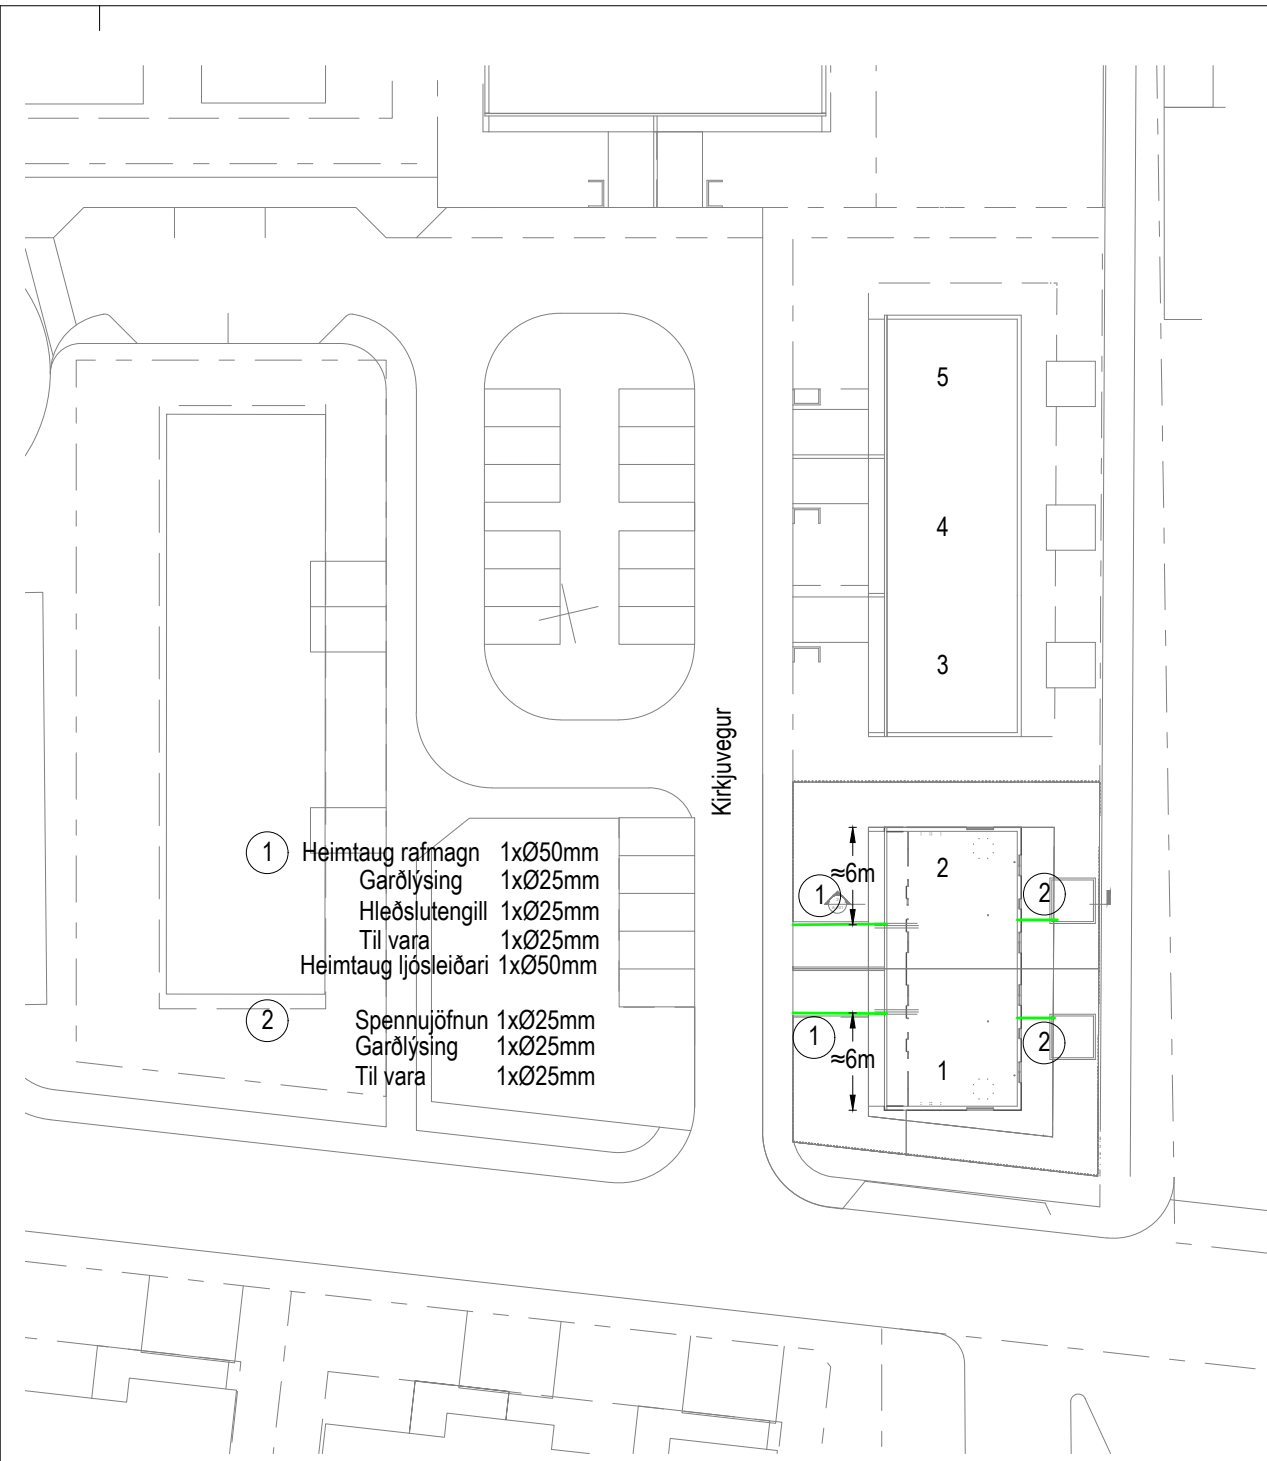 5
4
3
Kirkjuvegur
1 Heimtaug rafmagn 1xØ50mm
Garðlýsing 1xØ25mm
Hleðslutengill 1xØ25mm
Til vara 1xØ25mm
Heimtaug ljósleiðari 1xØ50mm
2 Spennujöfnun 1xØ25mm
Garðlýsing 1xØ25mm
Til vara 1xØ25mm
≈6m
2
1
2
1
≈6m
1
2